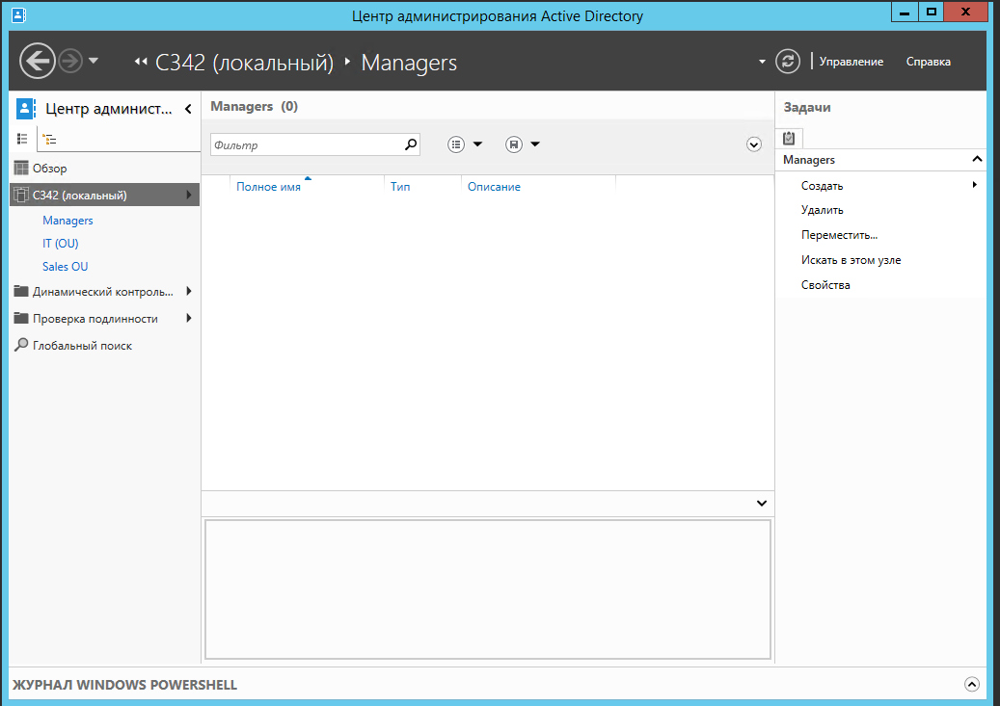 Центр администрирования Active Directory
C342 (локальный) Managers
Управление
Справка
Центр админист...
Обзор
C342 (локальный)
Managers
IT (OU)
Sales OU
Динамический контроль...
Проверка подлинности
Глобальный поиск
Managers (0)
Фильтр
Полное имя Тип Описание
Задачи
Managers
Создать
Удалить
Переместить...
Искать в этом узле
Свойства
ЖУРНАЛ WINDOWS POWERSHELL